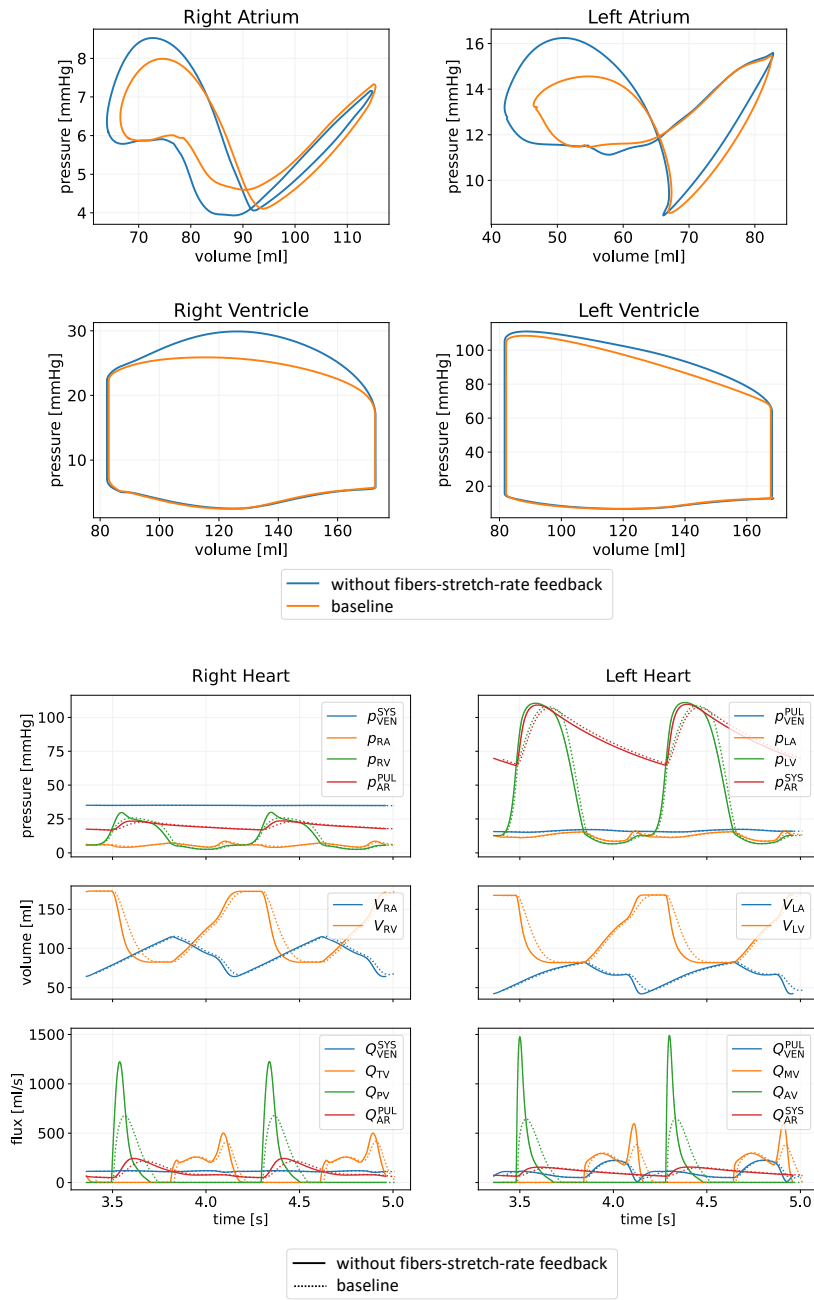 Right Atrium
Left Atrium
pressure [mmHg]
8
7
6
5
4
70 80 90 100 110
volume [ml]
pressure [mmHg]
16
14
12
10
40 50 60 70 80
volume [ml]
Right Ventricle
Left Ventricle
pressure [mmHg]
30
20
10
80 100 120 140 160
volume [ml]
pressure [mmHg]
100
80
60
40
20
80 100 120 140 160
volume [ml]
without fibers-stretch-rate feedback
baseline
Right Heart
Left Heart
pressure [mmHg]
100
75
50
25
0
p_VEN^SYS
p_RA
p_RV
p_AR^PUL
p_VEN^PUL
p_LA
p_LV
p_AR^SYS
volume [ml]
150
100
50
V_RA
V_RV
V_LA
V_LV
flux [ml/s]
1500
1000
500
0
Q_VEN^SYS
Q_TV
Q_PV
Q_AR^PUL
Q_VEN^PUL
Q_MV
Q_AV
Q_AR^SYS
3.5 4.0 4.5 5.0
time [s]
3.5 4.0 4.5 5.0
time [s]
without fibers-stretch-rate feedback
baseline